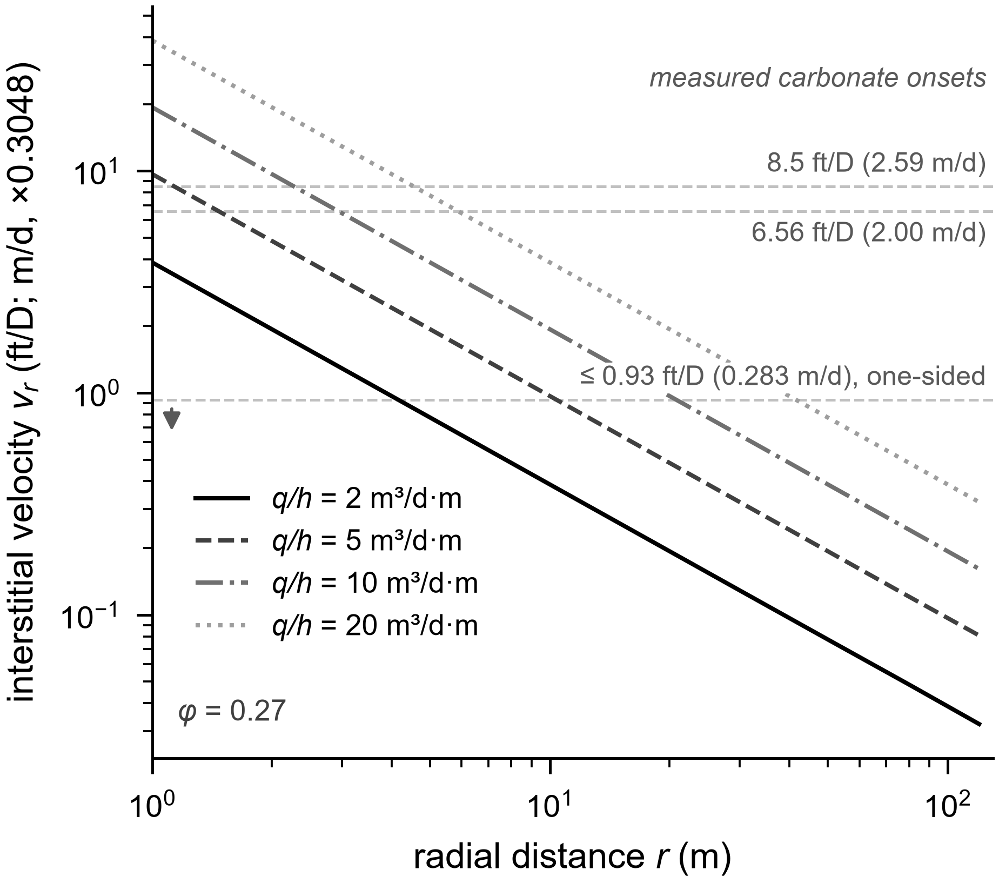 interstitial velocity vᵣ (ft/D; m/d, ×0.3048)
10¹
10⁰
10⁻¹
measured carbonate onsets
8.5 ft/D (2.59 m/d)
6.56 ft/D (2.00 m/d)
≤ 0.93 ft/D (0.283 m/d), one-sided
q/h = 2 m³/d·m
q/h = 5 m³/d·m
q/h = 10 m³/d·m
q/h = 20 m³/d·m
φ = 0.27
10⁰ 10¹ 10²
radial distance r (m)